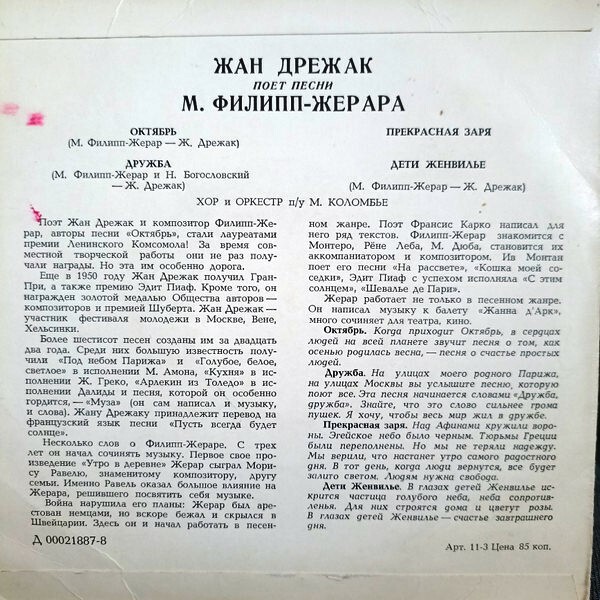 ЖАН ДРЕЖАК
ПОЕТ ПЕСНИ
М. ФИЛИПП-ЖЕРАРА
ОКТЯБРЬ
(М. Филипп-Жерар — Ж. Дрежак)
ДРУЖБА
(М. Филипп-Жерар и Н. Богословский
— Ж. Дрежак)
ПРЕКРАСНАЯ ЗАРЯ
ДЕТИ ЖЕНВИЛЬЕ
(М. Филипп-Жерар — Ж. Дрежак)
ХОР и ОРКЕСТР п/у М. КОЛОМБЬЕ
Поэт Жан Дрежак и композитор Филипп-Же-
рар, авторы песни «Октябрь», стали лауреатами
премии Ленинского Комсомола! За время сов-
местной творческой работы они не раз полу-
чали награды. Но эта им особенно дорога.
Еще в 1950 году Жан Дрежак получил Гран-
При, а также премию Эдит Пиаф. Кроме того, он
награжден золотой медалью Общества авторов —
композиторов и премией Шуберта. Жан Дрежак —
участник фестиваля молодежи в Москве, Вене,
Хельсинки.
Более шестисот песен созданы им за двадцать
два года. Среди них большую известность полу-
чили «Под небом Парижа» и «Голубое, белое,
светлое» в исполнении М. Амона, «Кухня» в ис-
полнении Ж. Греко, «Арлекин из Толедо» в ис-
полнении Далиды и песня, которой он особенно
гордится, — «Муза» (он сам написал и музыку,
и слова). Жану Дрежаку принадлежит перевод на
французский язык песни «Пусть всегда будет
солнце».
Несколько слов о Филипп-Жераре. С трех
лет он начал сочинять музыку. Первое свое про-
изведение «Утро в деревне» Жерар сыграл Мори-
су Равелю, знаменитому композитору, другу
семьи. Именно Равель оказал большое влияние на
Жерара, решившего посвятить себя музыке.
Война нарушила его планы: Жерар был аре-
стован немцами, но вскоре бежал и скрылся в
Швейцарии. Здесь он и начал работать в песен-
ном жанре. Поэт Франсис Карко написал для
него ряд текстов. Филипп-Жерар знакомится с
Монтеро, Рёне Леба, М. Дюба, становится их
аккомпаниатором и композитором. Ив Монтан
поет его песни «На рассвете», «Кошка моей со-
седки», Эдит Пиаф с успехом исполняла «С этим
солнцем», «Шевалье де Пари».
Жерар работает не только в песенном жанре.
Он написал музыку к балету «Жанна д'Арк»,
много сочиняет для театра, кино.
Октябрь. Когда приходит Октябрь, в сердцах
людей на всей планете звучит песня о том, как
осенью родилась весна, — песня о счастье простых
людей.
Дружба. На улицах моего родного Парижа,
на улицах Москвы вы услышите песню, которую
поют все. Эта песня начинается словами «Дружба,
дружба». Знайте, что это слово сильнее грома
пушек. Я хочу, чтобы весь мир жил в дружбе.
Прекрасная заря. Над Афинами кружили во-
роны. Эгейское небо было черным. Тюрьмы Греции
были переполнены. Но мы не теряли надежду.
Мы верили, что настанет утро самого радостного
дня. В тот день, когда люди вернутся, все будет
залито светом. Людям нужна свобода.
Дети Женвилье. В глазах детей Женвилье ис-
крится частица голубого неба, неба сопротив-
ленья. Для них строятся дома и цветут розы.
В глазах детей Женвилье — счастье завтрашнего
дня.
Д 00021887-8
Арт. 11-3 Цена 85 коп.